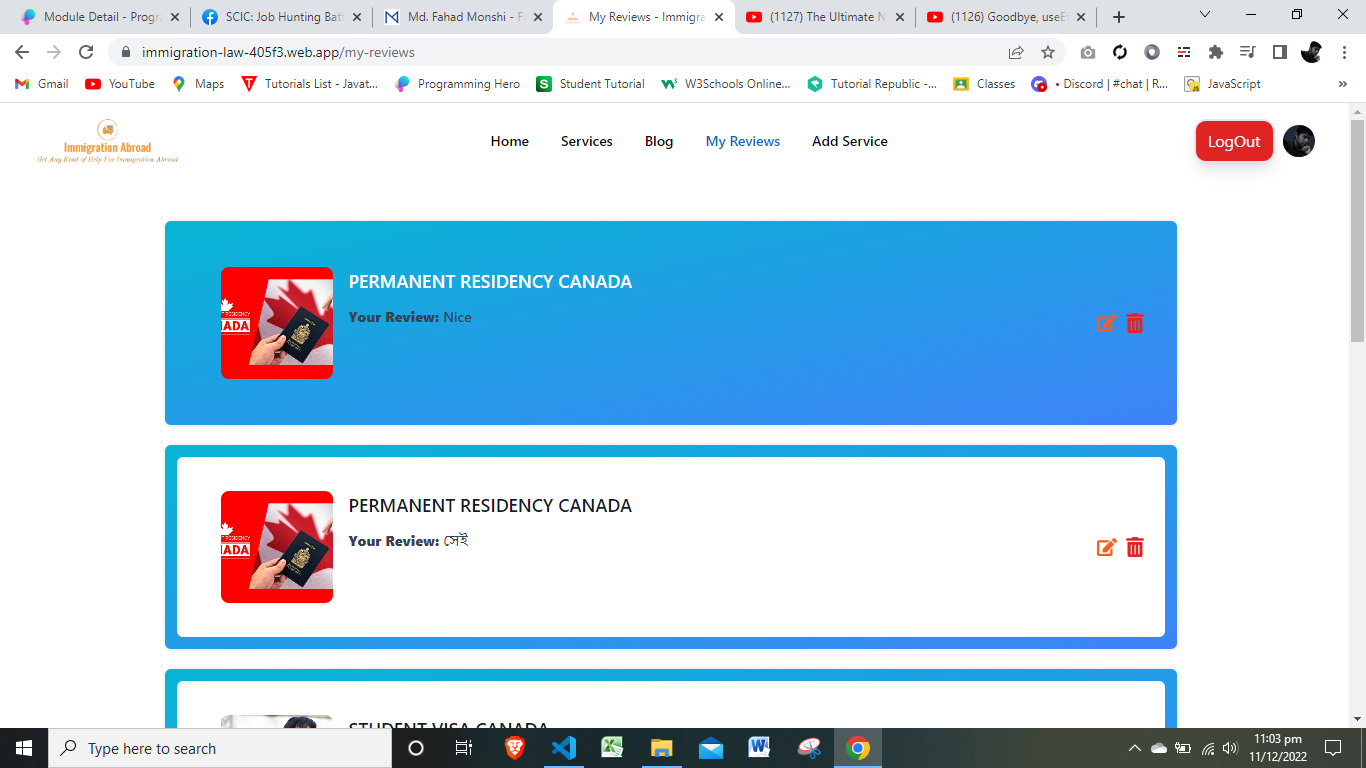 Module Detail - Progr
SCIC: Job Hunting Bat
Md. Fahad Monshi - F
My Reviews - Immigra
(1127) The Ultimate N
(1126) Goodbye, useE
immigration-law-405f3.web.app/my-reviews
Gmail
YouTube
Maps
Tutorials List - Javat...
Programming Hero
Student Tutorial
W3Schools Online...
Tutorial Republic -...
Classes
• Discord | #chat | R...
JavaScript
»
Immigration Abroad
Get Any Kind of Help For Immigration Abroad
Home
Services
Blog
My Reviews
Add Service
LogOut
PERMANENT RESIDENCY CANADA
Your Review: Nice
PERMANENT RESIDENCY CANADA
Your Review: সেই
STUDENT VISA CANADA
Type here to search
11:03 pm
11/12/2022